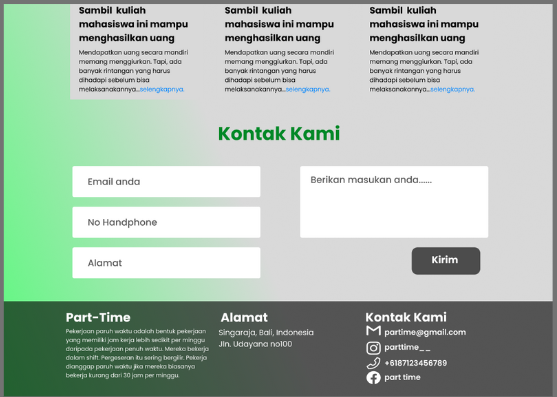 Sambil kuliah
mahasiswa ini mampu
menghasilkan uang
Mendapatkan uang secara mandiri
memang menggiurkan. Tapi, ada
banyak rintangan yang harus
dihadapi sebelum bisa
melaksanakannya...selengkapnya.
Sambil kuliah
mahasiswa ini mampu
menghasilkan uang
Mendapatkan uang secara mandiri
memang menggiurkan. Tapi, ada
banyak rintangan yang harus
dihadapi sebelum bisa
melaksanakannya...selengkapnya.
Sambil kuliah
mahasiswa ini mampu
menghasilkan uang
Mendapatkan uang secara mandiri
memang menggiurkan. Tapi, ada
banyak rintangan yang harus
dihadapi sebelum bisa
melaksanakannya...selengkapnya.
Kontak Kami
Email anda
No Handphone
Alamat
Berikan masukan anda......
Kirim
Part-Time
Pekerjaan paruh waktu adalah bentuk pekerjaan
yang memiliki jam kerja lebih sedikit per minggu
daripada pekerjaan penuh waktu. Mereka bekerja
dalam shift. Pergeseran itu sering bergilir. Pekerja
dianggap paruh waktu jika mereka biasanya
bekerja kurang dari 30 jam per minggu.
Alamat
Singaraja, Bali, Indonesia
Jln. Udayana no100
Kontak Kami
partime@gmail.com
parttime__
+6187123456789
part time